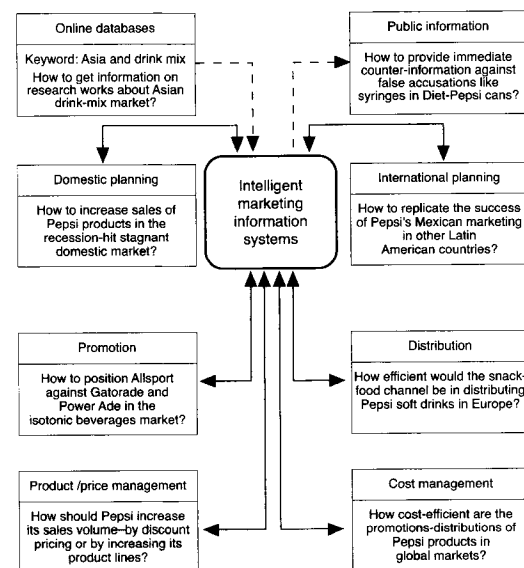 Online databases
Keyword: Asia and drink mix
How to get information on
research works about Asian
drink-mix market?
Public information
How to provide immediate
counter-information against
false accusations like
syringes in Diet-Pepsi cans?
Domestic planning
How to increase sales of
Pepsi products in the
recession-hit stagnant
domestic market?
Intelligent
marketing
information
systems
International planning
How to replicate the success
of Pepsi's Mexican marketing
in other Latin
American countries?
Promotion
How to position Allsport
against Gatorade and
Power Ade in the
isotonic beverages market?
Distribution
How efficient would the snack-
food channel be in distributing
Pepsi soft drinks in Europe?
Product /price management
How should Pepsi increase
its sales volume–by discount
pricing or by increasing its
product lines?
Cost management
How cost-efficient are the
promotions-distributions of
Pepsi products in
global markets?